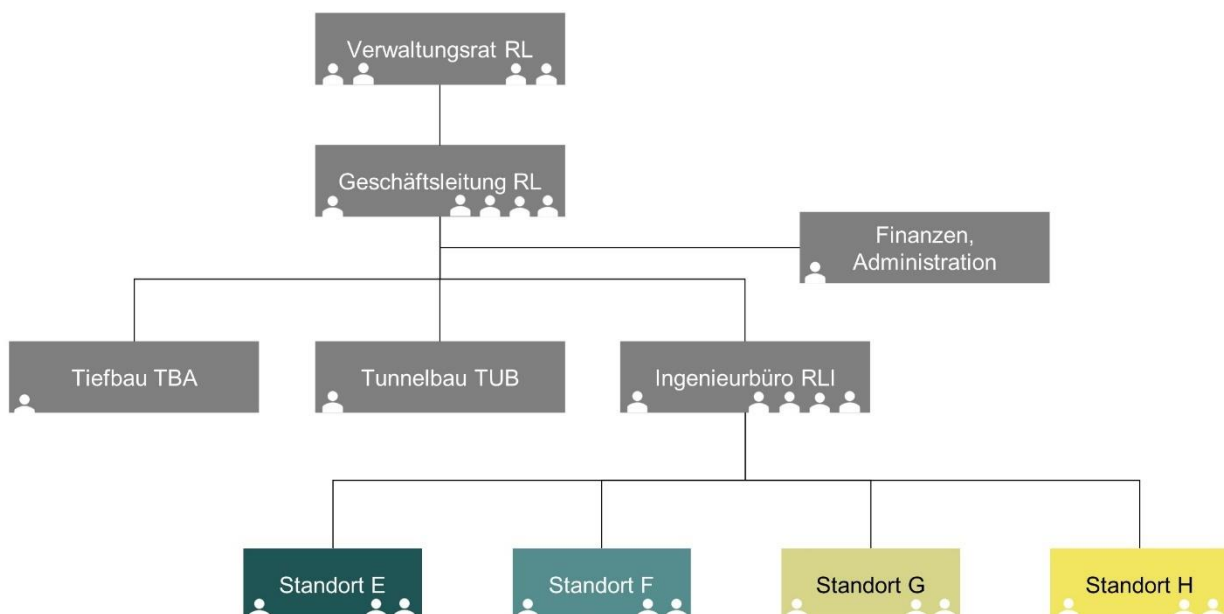 Verwaltungsrat RL
Geschäftsleitung RL
Finanzen,
Administration
Tiefbau TBA
Tunnelbau TUB
Ingenieurbüro RLI
Standort E
Standort F
Standort G
Standort H